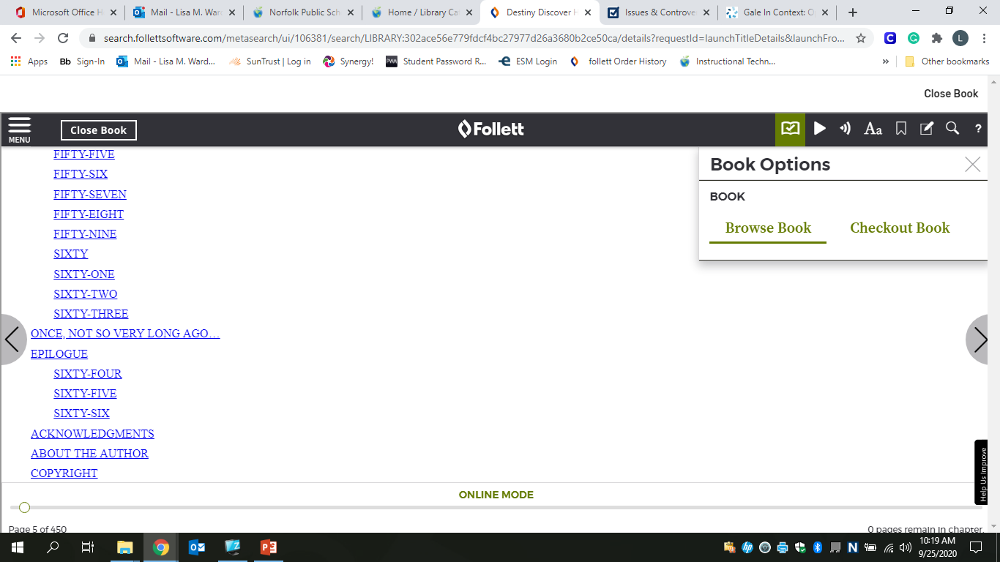 Microsoft Office H
Mail - Lisa M. War
Norfolk Public Sch
Home / Library Ca
Destiny Discover H
Issues & Controve
Gale In Context: O
search.follettsoftware.com/metasearch/ui/106381/search/LIBRARY:302ace56e779fdcf4bc27977d26a3680b2ce50ca/details?requestId=launchTitleDetails&launchFro...
C G L
Apps
Bb Sign-In
Mail - Lisa M. Ward...
SunTrust | Log in
Synergy!
PWM Student Password R...
ESM Login
follett Order History
Instructional Techn...
»
Other bookmarks
Close Book
MENU
Close Book
Follett
Aa
?
FIFTY-FIVE
FIFTY-SIX
FIFTY-SEVEN
FIFTY-EIGHT
FIFTY-NINE
SIXTY
SIXTY-ONE
SIXTY-TWO
SIXTY-THREE
ONCE, NOT SO VERY LONG AGO…
EPILOGUE
SIXTY-FOUR
SIXTY-FIVE
SIXTY-SIX
ACKNOWLEDGMENTS
ABOUT THE AUTHOR
COPYRIGHT
Book Options
BOOK
Browse Book Checkout Book
Help Us Improve
ONLINE MODE
Page 5 of 450
0 pages remain in chapter
10:19 AM
9/25/2020